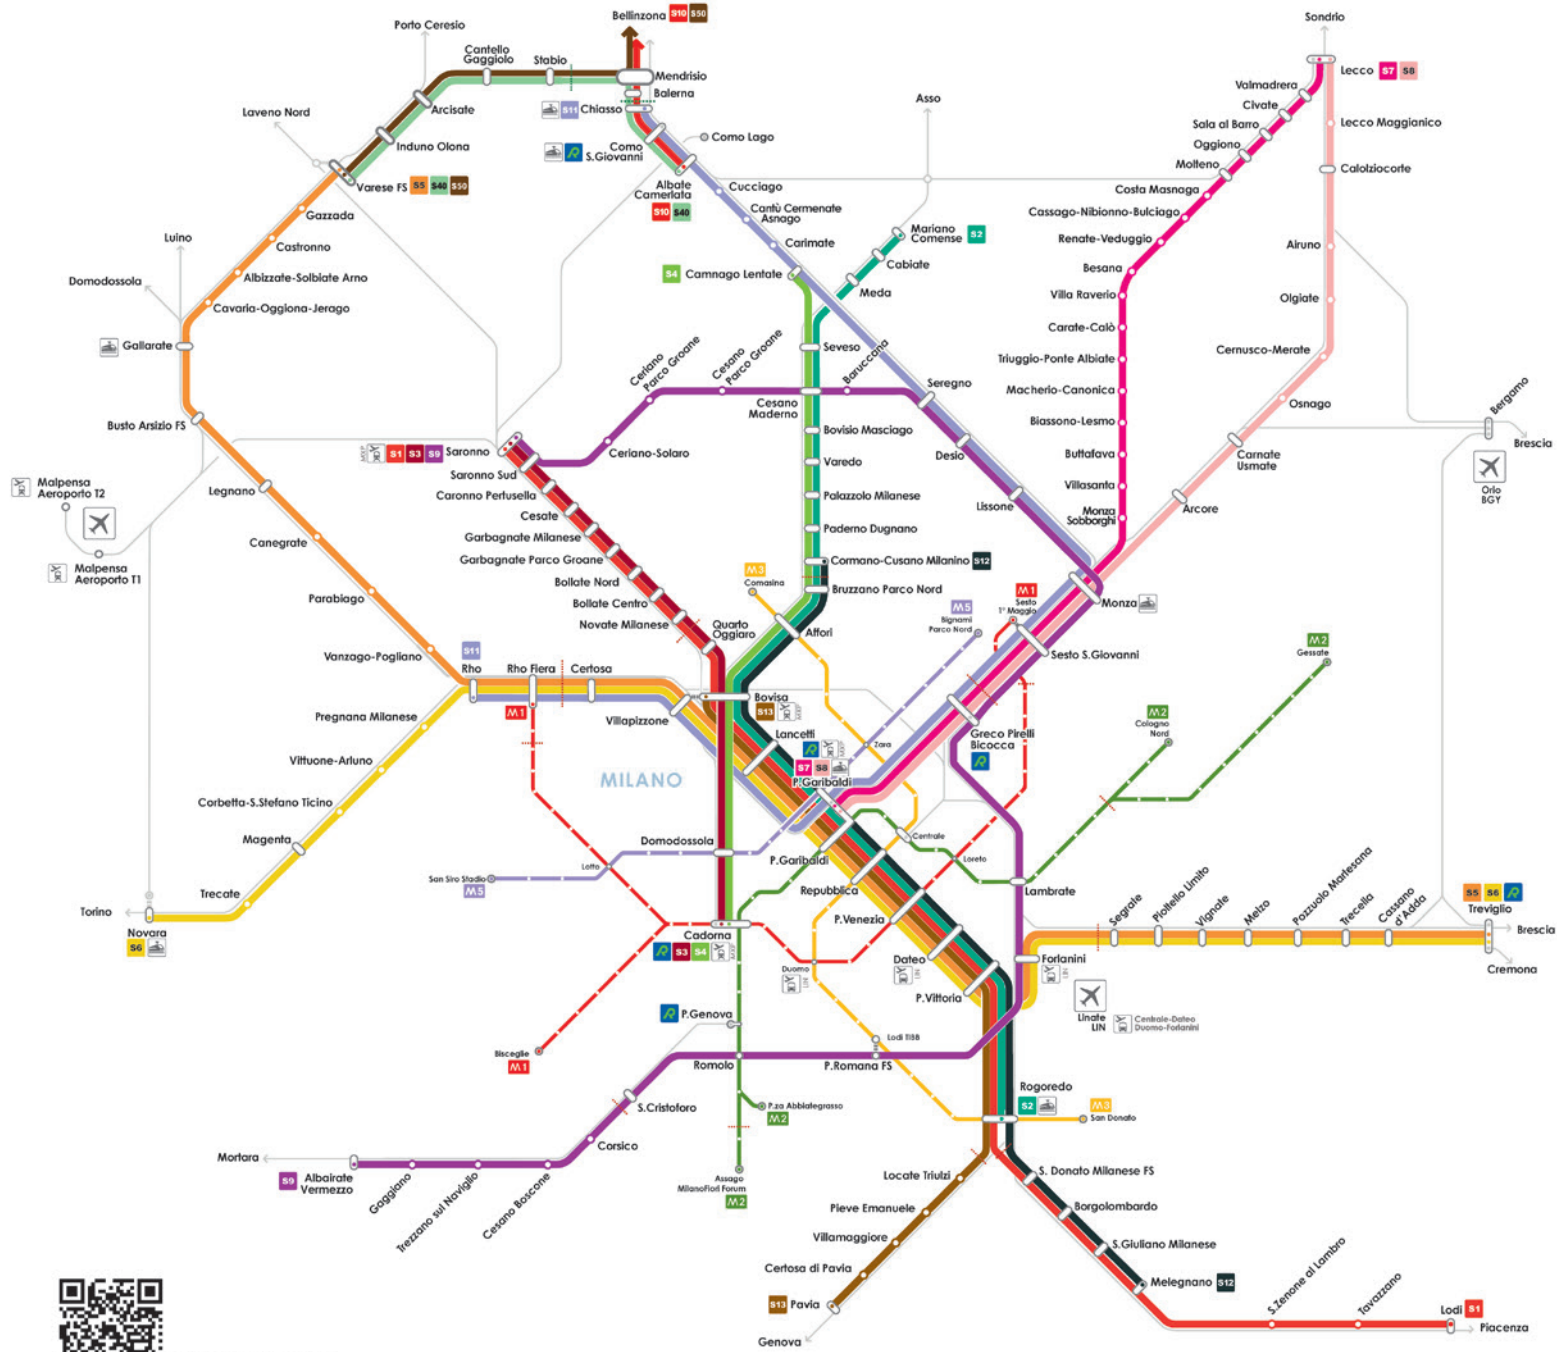 Bellinzona S10 S50
Porto Ceresio
Cantello
Gaggiolo
Stabio
Mendrisio
Balerna
S11 Chiasso
Arcisate
Laveno Nord
Induno Olona
Como
S.Giovanni
R
Como Lago
Varese FS S5 S40 S50
Albate
Camerlata
S10 S40
Cucciago
Cantù Cermenate
Asnago
Carimate
Asso
Mariano
Comense S2
Cabiate
Meda
S4 Camnago Lentate
Sondrio
Lecco S7 S8
Valmadrera
Civate
Sala al Barro
Oggiono
Molteno
Costa Masnaga
Cassago-Nibionno-Bulciago
Renate-Veduggio
Besana
Villa Raverio
Carate-Calò
Triuggio-Ponte Albiate
Macherio-Canonica
Biassono-Lesmo
Buttafava
Villasanta
Monza
Sobborghi
Lecco Maggianico
Calolziocorte
Airuno
Olgiate
Cernusco-Merate
Osnago
Carnate
Usmate
Arcore
Bergamo
Brescia
Orio
BGY
Gazzada
Castronno
Albizzate-Solbiate Arno
Cavaria-Oggiona-Jerago
Luino
Domodossola
Gallarate
Busto Arsizio FS
Legnano
Canegrate
Parabiago
Vanzago-Pogliano
Malpensa
Aeroporto T2
Malpensa
Aeroporto T1
Ceriano
Parco Groane
Cesano
Parco Groane
Baruccana
Seveso
Cesano
Maderno
Seregno
Bovisio Masciago
Desio
Varedo
Palazzolo Milanese
Lissone
Paderno Dugnano
Cormano-Cusano Milanino S12
Bruzzano Parco Nord
Affori
MXP S1 S3 S9 Saronno
Ceriano-Solaro
Saronno Sud
Caronno Pertusella
Cesate
Garbagnate Milanese
Garbagnate Parco Groane
Bollate Nord
Bollate Centro
Novate Milanese
Quarto
Oggiaro
M3
Comasina
M5
Bignami
Parco Nord
M1
Sesto
1° Maggio
Monza
Sesto S.Giovanni
M2
Gessate
M2
Cologno
Nord
S11
Rho
Rho Fiera
Certosa
M1
Villapizzone
Bovisa
S13 MXP
Lancetti
R MXP
S7 S8
P.Garibaldi
Zara
Greco Pirelli
Bicocca
R
Pregnana Milanese
Vittuone-Arluno
Corbetta-S.Stefano Ticino
Magenta
Trecate
Torino
Novara
S6
MILANO
Domodossola
Lotto
San Siro Stadio
M5
P.Garibaldi
Centrale
Loreto
Repubblica
Lambrate
P.Venezia
Cadorna
R S3 S4 MXP
Duomo
LIN
Dateo
LIN
P.Vittoria
Forlanini
LIN
Linate
LIN
Centrale-Dateo
Duomo-Forlanini
Segrate
Pioltello Limito
Vignate
Melzo
Pozzuolo Martesana
Trecella
Cassano
d'Adda
S5 S6 R
Treviglio
Brescia
Cremona
R P.Genova
Bisceglie
M1
Romolo
Lodi TIBB
P.Romana FS
S.Cristoforo
P.za Abbiategrasso
M2
Rogoredo
S2
M3
San Donato
Corsico
Mortara
S9 Albairate
Vermezzo
Gaggiano
Trezzano sul Naviglio
Cesano Boscone
Assago
Milanofiori Forum
M2
Locate Triulzi
Pieve Emanuele
Villamaggiore
Certosa di Pavia
S13 Pavia
Genova
S. Donato Milanese FS
Borgolombardo
S.Giuliano Milanese
Melegnano S12
S.Zenone al Lambro
Tavazzano
Lodi S1
Piacenza